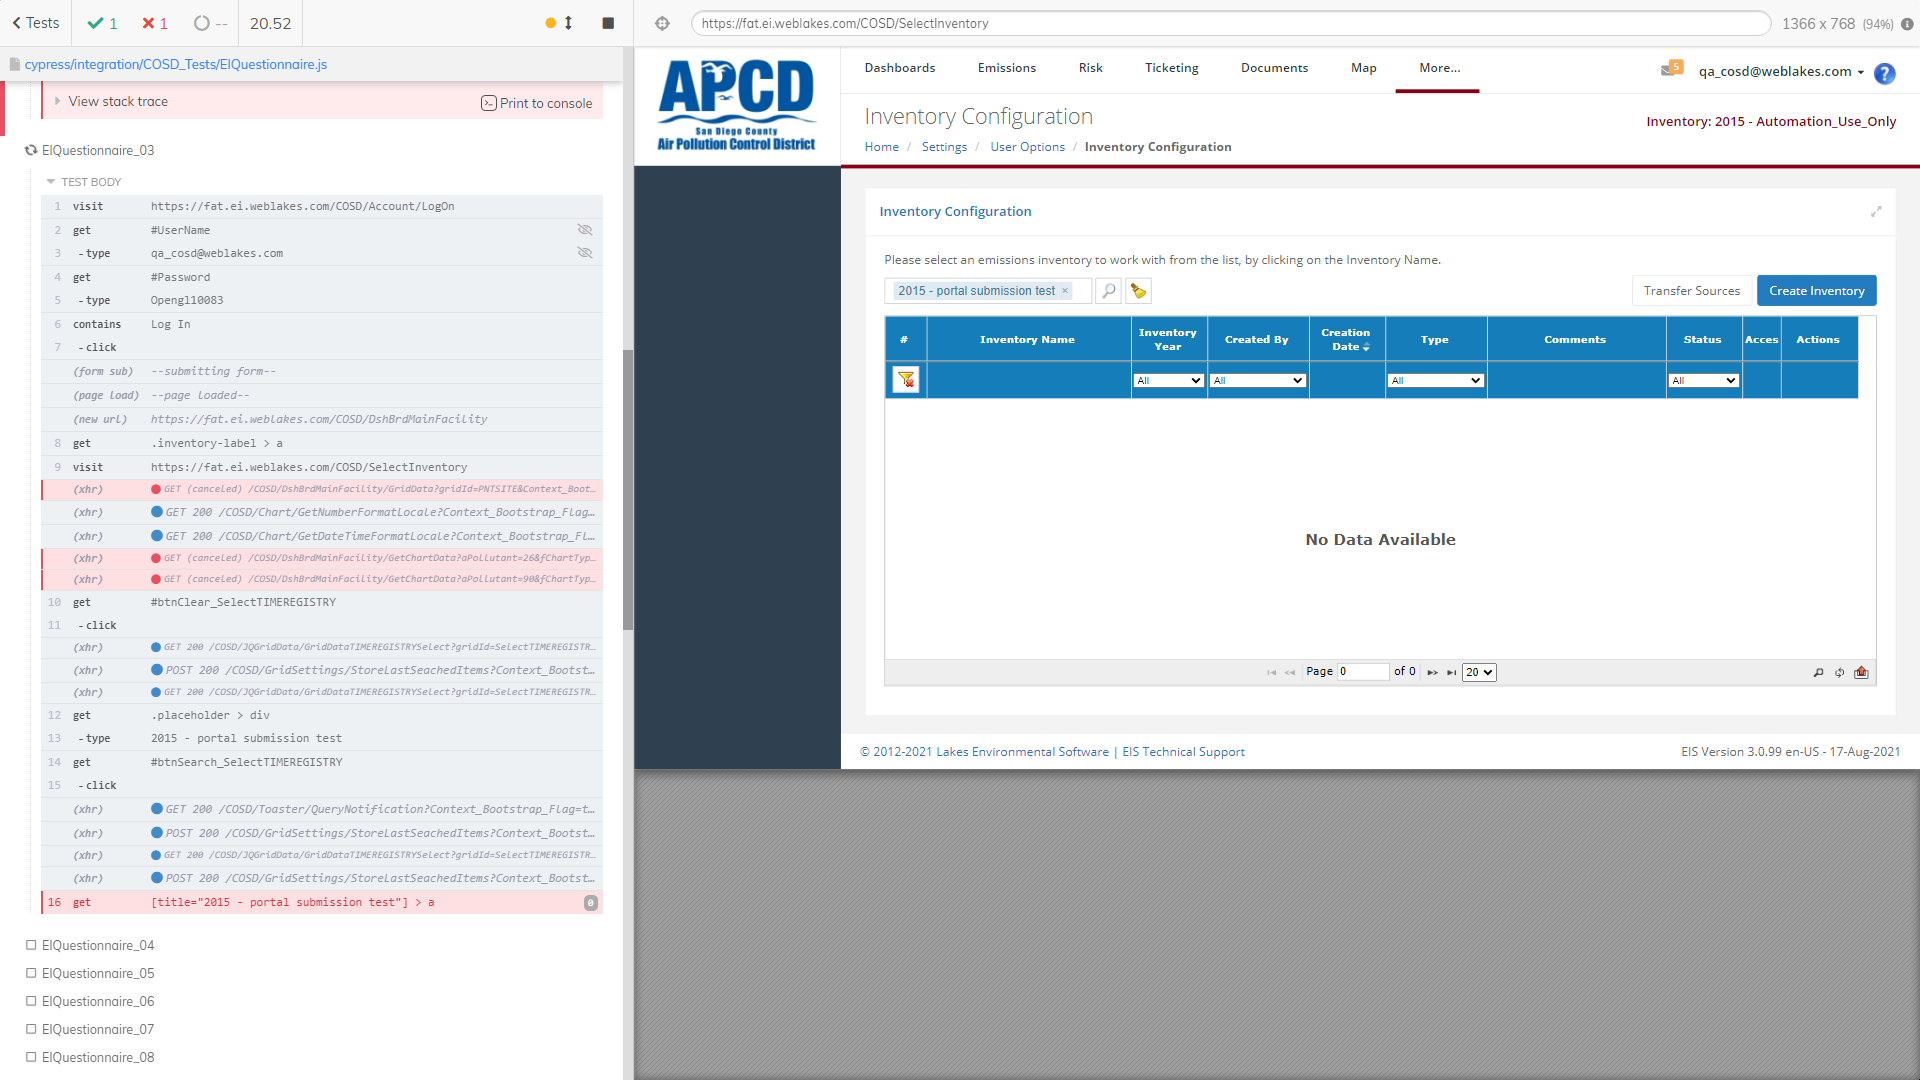 Tests
1
1
--
20.52
cypress/integration/COSD_Tests/EIQuestionnaire.js
View stack trace
Print to console
EIQuestionnaire_03
TEST BODY
1 visit https://fat.ei.weblakes.com/COSD/Account/LogOn
2 get #UserName
3 -type qa_cosd@weblakes.com
4 get #Password
5 -type Opengl10083
6 contains Log In
7 -click
(form sub) --submitting form--
(page load) --page loaded--
(new url) https://fat.ei.weblakes.com/COSD/DshBrdMainFacility
8 get .inventory-label > a
9 visit https://fat.ei.weblakes.com/COSD/SelectInventory
(xhr) GET (canceled) /COSD/DshBrdMainFacility/GridData?gridId=PNTSITE&Context_Boot...
(xhr) GET 200 /COSD/Chart/GetNumberFormatLocale?Context_Bootstrap_Flag...
(xhr) GET 200 /COSD/Chart/GetDateTimeFormatLocale?Context_Bootstrap_Fl...
(xhr) GET (canceled) /COSD/DshBrdMainFacility/GetChartData?aPollutant=26&fChartTyp...
(xhr) GET (canceled) /COSD/DshBrdMainFacility/GetChartData?aPollutant=90&fChartTyp...
10 get #btnClear_SelectTIMEREGISTRY
11 -click
(xhr) GET 200 /COSD/JQGridData/GridDataTIMEREGISTRYSelect?gridId=SelectTIMEREGISTR...
(xhr) POST 200 /COSD/GridSettings/StoreLastSeachedItems?Context_Bootst...
(xhr) GET 200 /COSD/JQGridData/GridDataTIMEREGISTRYSelect?gridId=SelectTIMEREGISTR...
12 get .placeholder > div
13 -type 2015 - portal submission test
14 get #btnSearch_SelectTIMEREGISTRY
15 -click
(xhr) GET 200 /COSD/Toaster/QueryNotification?Context_Bootstrap_Flag=t...
(xhr) POST 200 /COSD/GridSettings/StoreLastSeachedItems?Context_Bootst...
(xhr) GET 200 /COSD/JQGridData/GridDataTIMEREGISTRYSelect?gridId=SelectTIMEREGISTR...
(xhr) POST 200 /COSD/GridSettings/StoreLastSeachedItems?Context_Bootst...
16 get [title="2015 - portal submission test"] > a 0
EIQuestionnaire_04
EIQuestionnaire_05
EIQuestionnaire_06
EIQuestionnaire_07
EIQuestionnaire_08
https://fat.ei.weblakes.com/COSD/SelectInventory
1366 x 768 (94%)
APCD
San Diego County
Air Pollution Control District
Dashboards Emissions Risk Ticketing Documents Map More...
5
qa_cosd@weblakes.com
?
Inventory Configuration
Inventory: 2015 - Automation_Use_Only
Home / Settings / User Options / Inventory Configuration
Inventory Configuration
Please select an emissions inventory to work with from the list, by clicking on the Inventory Name.
2015 - portal submission test ×
Transfer Sources
Create Inventory
# Inventory Name Inventory Year Created By Creation Date Type Comments Status Acces Actions
All All All All
No Data Available
Page 0 of 0 20
© 2012-2021 Lakes Environmental Software | EIS Technical Support
EIS Version 3.0.99 en-US - 17-Aug-2021